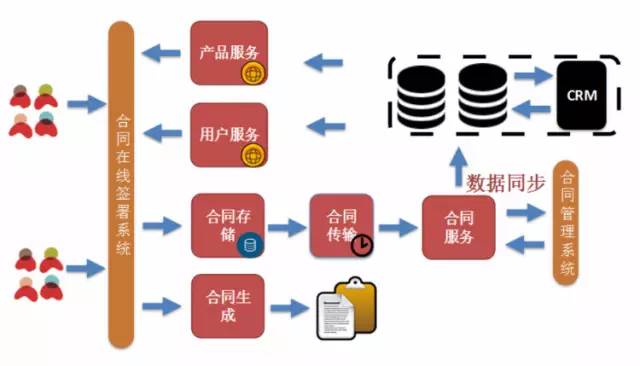 产品服务
CRM
合同在线签署系统
用户服务
数据同步
合同存
储
合同
传输
合同
服务
合同管理系统
合同生
成